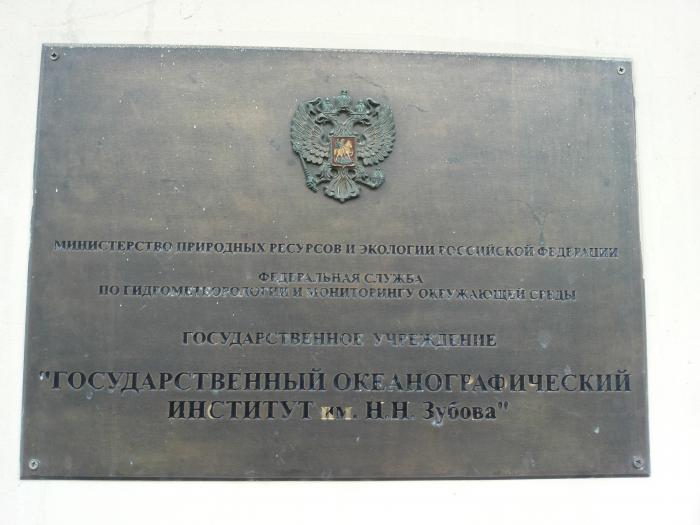 МИНИСТЕРСТВО ПРИРОДНЫХ РЕСУРСОВ И ЭКОЛОГИИ РОССИЙСКОЙ ФЕДЕРАЦИИ
ФЕДЕРАЛЬНАЯ СЛУЖБА
ПО ГИДРОМЕТЕОРОЛОГИИ И МОНИТОРИНГУ ОКРУЖАЮЩЕЙ СРЕДЫ
ГОСУДАРСТВЕННОЕ УЧРЕЖДЕНИЕ
"ГОСУДАРСТВЕННЫЙ ОКЕАНОГРАФИЧЕСКИЙ
ИНСТИТУТ им. Н.Н. Зубова"